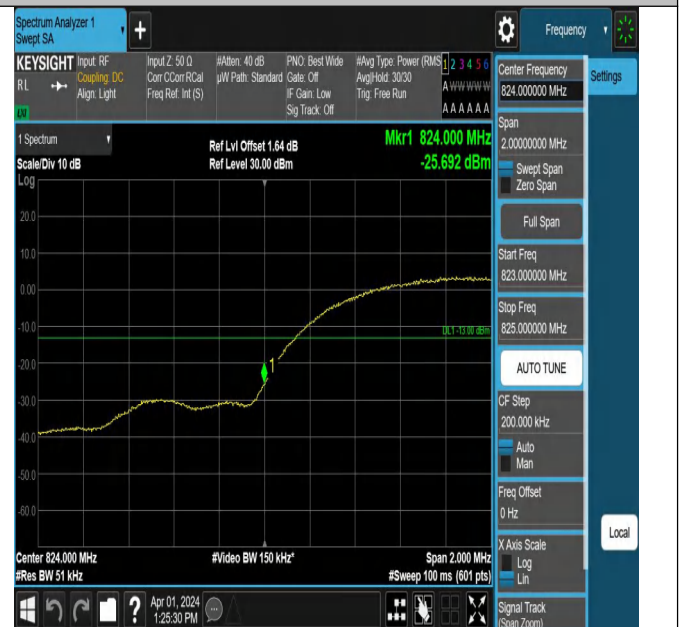 Spectrum Analyzer 1
Swept SA
+
Frequency
KEYSIGHT
RL
Input: RF
Coupling: DC
Align: Light
Input Z: 50 Ω
Corr CCorr RCal
Freq Ref: Int (S)
#Atten: 40 dB
µW Path: Standard
PNO: Best Wide
Gate: Off
IF Gain: Low
Sig Track: Off
#Avg Type: Power (RMS
Avg|Hold: 30/30
Trig: Free Run
1 2 3 4 5 6
A W W W W W
A A A A A A
Center Frequency
824.000000 MHz
Settings
Span
2.00000000 MHz
Swept Span
Zero Span
Full Span
Start Freq
823.000000 MHz
Stop Freq
825.000000 MHz
AUTO TUNE
CF Step
200.000 kHz
Auto
Man
Freq Offset
0 Hz
X Axis Scale
Log
Lin
Local
Signal Track
(Span Zoom)
1 Spectrum
Scale/Div 10 dB
Log
Ref Lvl Offset 1.64 dB
Ref Level 30.00 dBm
Mkr1 824.000 MHz
-25.692 dBm
20.0
10.0
0.00
-10.0
DL1 -13.00 dBm
-20.0
1
-30.0
-40.0
-50.0
-60.0
Center 824.000 MHz
#Res BW 51 kHz
#Video BW 150 kHz*
Span 2.000 MHz
#Sweep 100 ms (601 pts)
?
Apr 01, 2024
1:25:30 PM